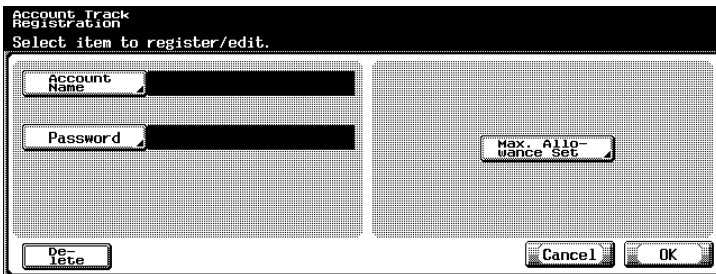 Account Track
Registration
Select item to register/edit.
Account
Name
Password
Max. Allo-
wance set
De-
lete
Cancel
OK